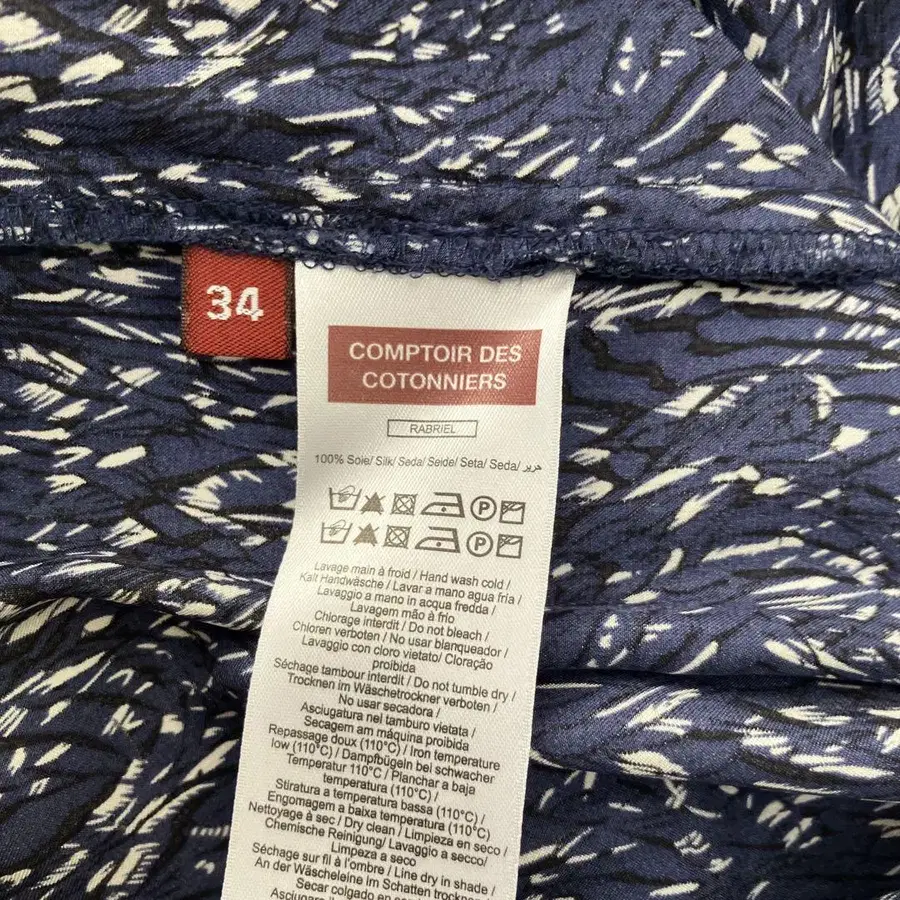 34
COMPTOIR DES
COTONNIERS
RABRIEL
100% Soie/ Silk/ Seda/ Seide/ Seta/ Seda/ حرير
P
P
Lavage main à froid / Hand wash cold /
Kalt Handwäsche / Lavar a mano agua fria /
Lavaggio a mano in acqua fredda /
Lavagem mão à frio
Chlorage interdit / Do not bleach /
Chloren verboten / No usar blanqueador /
Lavaggio con cloro vietato/ Cloração
proibida
Séchage tambour interdit / Do not tumble dry /
Trocknen im Wäschetrockner verboten /
No usar secadora /
Asciugatura nel tamburo vietata /
Secagem am máquina proibida
Repassage doux (110°C) / Iron temperature
low (110°C) / Dampfbügeln bei schwacher
Temperatur 110°C / Planchar a baja
temperatura (110°C) /
Stiratura a temperatura bassa (110°C) /
Engomagem a baixa temperatura (110°C)
Nettoyage à sec / Dry clean / Limpieza en seco /
Chemische Reinigung/ Lavaggio a secco/
Limpeza a seco
Séchage sur fil à l'ombre / Line dry in shade /
An der Wäscheleine im Schatten trocknen /
Secar colgado en somb
Asciugare all'ombra